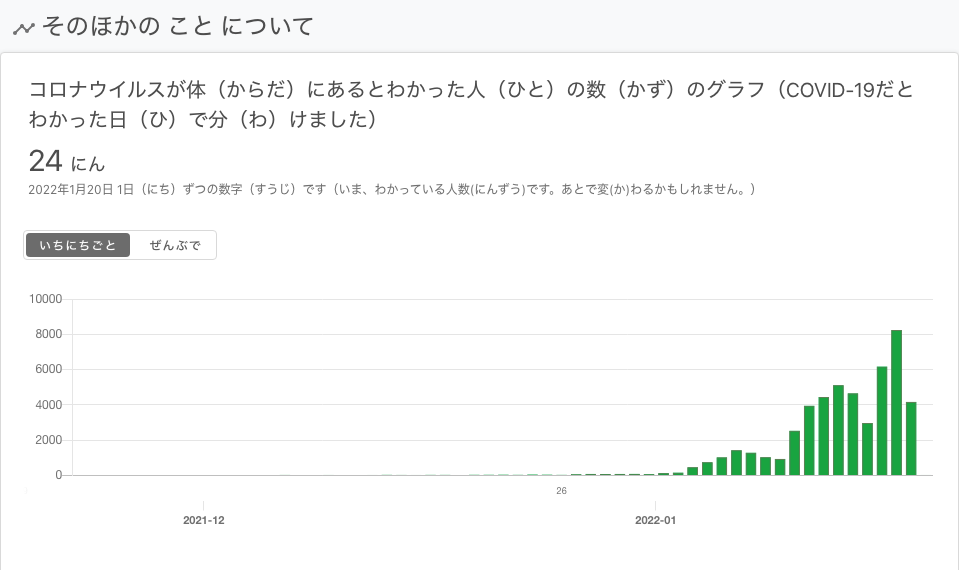 そのほかの こと について
コロナウイルスが体（からだ）にあるとわかった人（ひと）の数（かず）のグラフ（COVID-19だと
わかった日（ひ）で分（わ）けました）
24 にん
2022年1月20日 1日（にち）ずつの数字（すうじ）です（いま、わかっている人数(にんずう)です。あとで変(か)わるかもしれません。）
いちにちごと ぜんぶで
10000
8000
6000
4000
2000
0
26
2021-12 2022-01